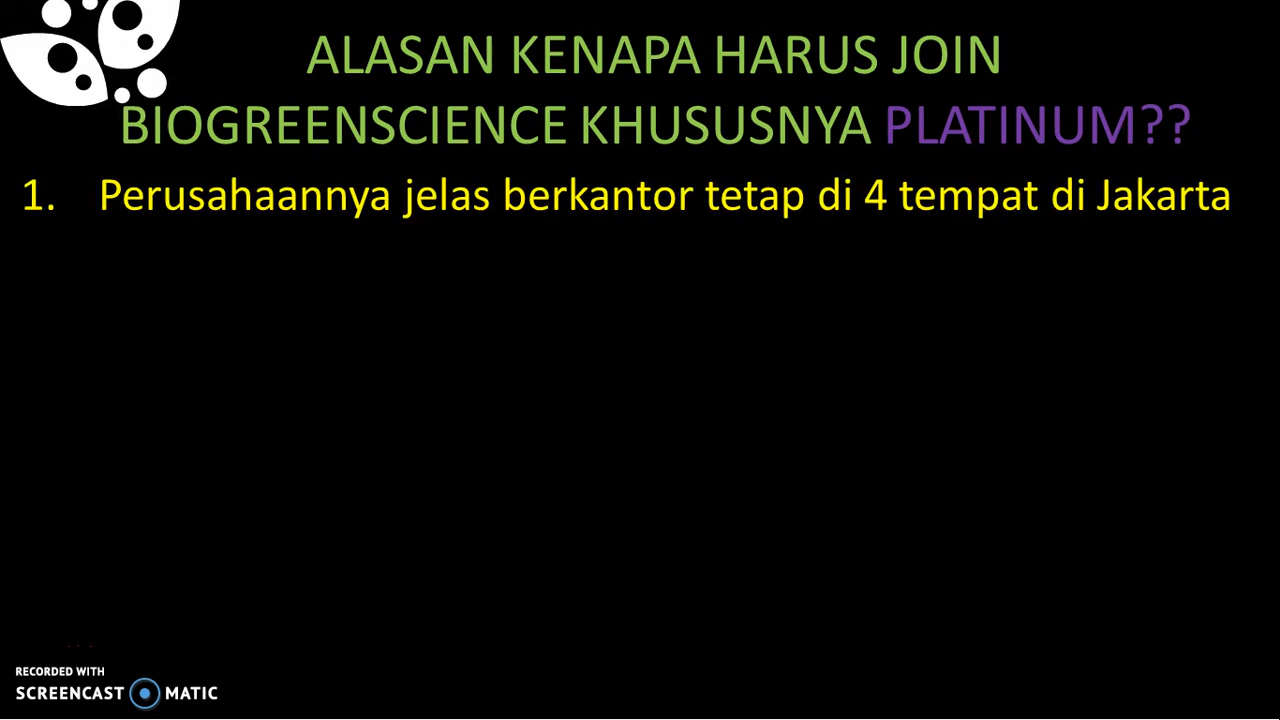 ALASAN KENAPA HARUS JOIN
BIOGREENSCIENCE KHUSUSNYA PLATINUM??
1. Perusahaannya jelas berkantor tetap di 4 tempat di Jakarta
RECORDED WITH
SCREENCAST MATIC